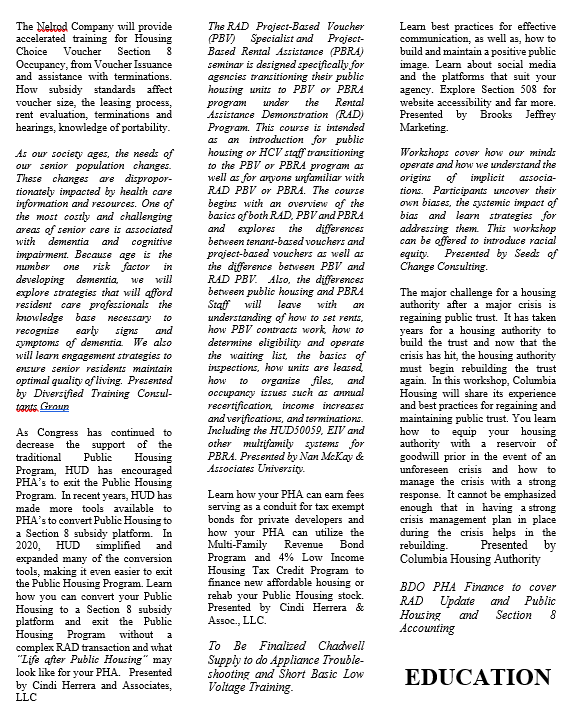 The Nelrod Company will provide
accelerated training for Housing
Choice Voucher Section 8
Occupancy, from Voucher Issuance
and assistance with terminations.
How subsidy standards affect
voucher size, the leasing process,
rent evaluation, terminations and
hearings, knowledge of portability.
As our society ages, the needs of
our senior population changes.
These changes are dispropor-
tionately impacted by health care
information and resources. One of
the most costly and challenging
areas of senior care is associated
with dementia and cognitive
impairment. Because age is the
number one risk factor in
developing dementia, we will
explore strategies that will afford
resident care professionals the
knowledge base necessary to
recognize early signs and
symptoms of dementia. We also
will learn engagement strategies to
ensure senior residents maintain
optimal quality of living. Presented
by Diversified Training Consul-
tants Group
As Congress has continued to
decrease the support of the
traditional Public Housing
Program, HUD has encouraged
PHA's to exit the Public Housing
Program. In recent years, HUD has
made more tools available to
PHA's to convert Public Housing to
a Section 8 subsidy platform. In
2020, HUD simplified and
expanded many of the conversion
tools, making it even easier to exit
the Public Housing Program. Learn
how you can convert your Public
Housing to a Section 8 subsidy
platform and exit the Public
Housing Program without a
complex RAD transaction and what
"Life after Public Housing" may
look like for your PHA. Presented
by Cindi Herrera and Associates,
LLC
The RAD Project-Based Voucher
(PBV) Specialist and Project-
Based Rental Assistance (PBRA)
seminar is designed specifically for
agencies transitioning their public
housing units to PBV or PBRA
program under the Rental
Assistance Demonstration (RAD)
Program. This course is intended
as an introduction for public
housing or HCV staff transitioning
to the PBV or PBRA program as
well as for anyone unfamiliar with
RAD PBV or PBRA. The course
begins with an overview of the
basics of both RAD, PBV and PBRA
and explores the differences
between tenant-based vouchers and
project-based vouchers as well as
the difference between PBV and
RAD PBV. Also, the differences
between public housing and PBRA
Staff will leave with an
understanding of how to set rents,
how PBV contracts work, how to
determine eligibility and operate
the waiting list, the basics of
inspections, how units are leased,
how to organize files, and
occupancy issues such as annual
recertification, income increases
and verifications, and terminations.
Including the HUD50059, EIV and
other multifamily systems for
PBRA. Presented by Nan McKay &
Associates University.
Learn how your PHA can earn fees
serving as a conduit for tax exempt
bonds for private developers and
how your PHA can utilize the
Multi-Family Revenue Bond
Program and 4% Low Income
Housing Tax Credit Program to
finance new affordable housing or
rehab your Public Housing stock.
Presented by Cindi Herrera &
Assoc., LLC.
To Be Finalized Chadwell
Supply to do Appliance Trouble-
shooting and Short Basic Low
Voltage Training.
Learn best practices for effective
communication, as well as, how to
build and maintain a positive public
image. Learn about social media
and the platforms that suit your
agency. Explore Section 508 for
website accessibility and far more.
Presented by Brooks Jeffrey
Marketing.
Workshops cover how our minds
operate and how we understand the
origins of implicit associa-
tions. Participants uncover their
own biases, the systemic impact of
bias and learn strategies for
addressing them. This workshop
can be offered to introduce racial
equity. Presented by Seeds of
Change Consulting.
The major challenge for a housing
authority after a major crisis is
regaining public trust. It has taken
years for a housing authority to
build the trust and now that the
crisis has hit, the housing authority
must begin rebuilding the trust
again. In this workshop, Columbia
Housing will share its experience
and best practices for regaining and
maintaining public trust. You learn
how to equip your housing
authority with a reservoir of
goodwill prior in the event of an
unforeseen crisis and how to
manage the crisis with a strong
response. It cannot be emphasized
enough that in having a strong
crisis management plan in place
during the crisis helps in the
rebuilding. Presented by
Columbia Housing Authority
BDO PHA Finance to cover
RAD Update and Public
Housing and Section 8
Accounting
EDUCATION